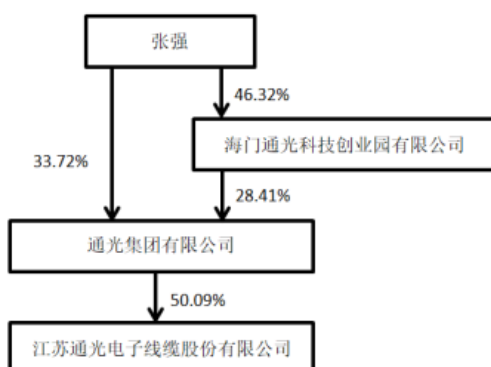 张强
46.32%
海门通光科技创业园有限公司
33.72%
28.41%
通光集团有限公司
50.09%
江苏通光电子线缆股份有限公司